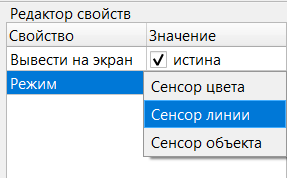 Редактор свойств
Свойство Значение
Вывести на экран истина
Режим Сенсор цвета
Сенсор линии
Сенсор объекта